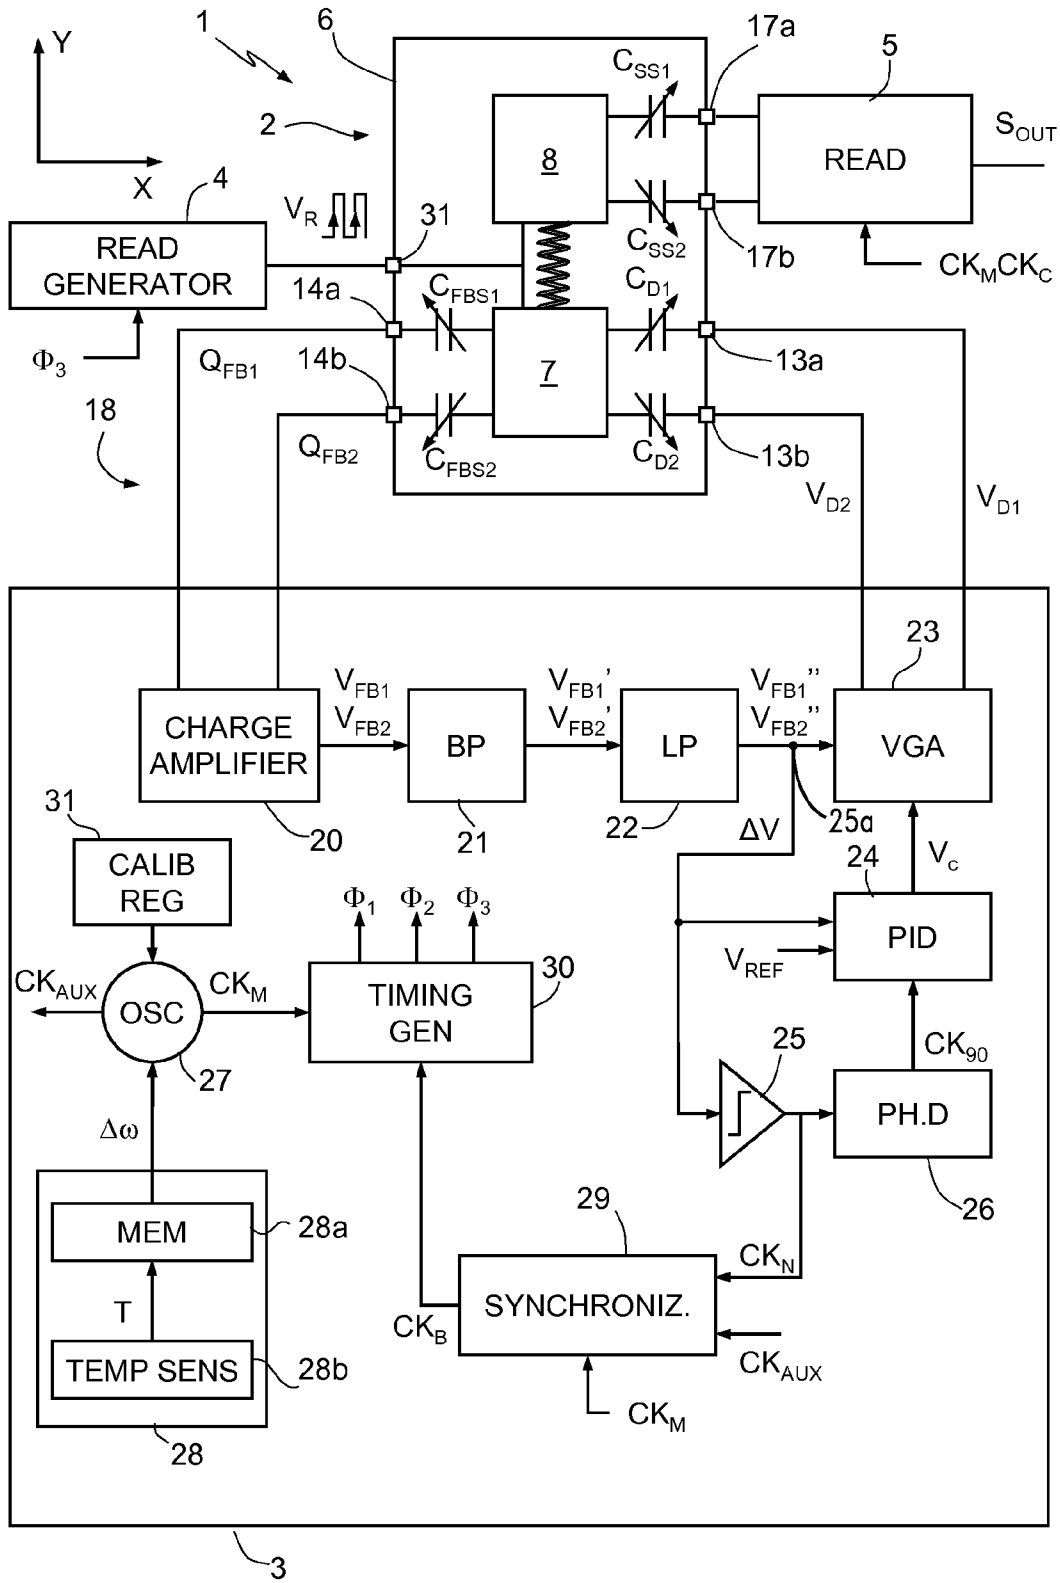 Y
X
1
2
6
17a
5
C_SS1
S_OUT
READ
8
4
V_R
31
C_SS2
17b
CK_M CK_C
READ
GENERATOR
14a
C_FBS1
C_D1
Φ_3
Q_FB1
14b
7
13a
18
Q_FB2
C_FBS2
C_D2
13b
V_D2
V_D1
23
V_FB1
V_FB2
V_FB1’
V_FB2’
V_FB1’’
V_FB2’’
CHARGE
AMPLIFIER
BP
LP
VGA
31
20
21
22
ΔV
25a
CALIB
REG
24
V_c
Φ_1
Φ_2
Φ_3
PID
V_REF
CK_AUX
OSC
CK_M
TIMING
GEN
30
27
25
CK_90
Δω
PH.D
26
MEM
28a
29
CK_N
T
SYNCHRONIZ.
CK_B
TEMP SENS
28b
CK_AUX
CK_M
28
3